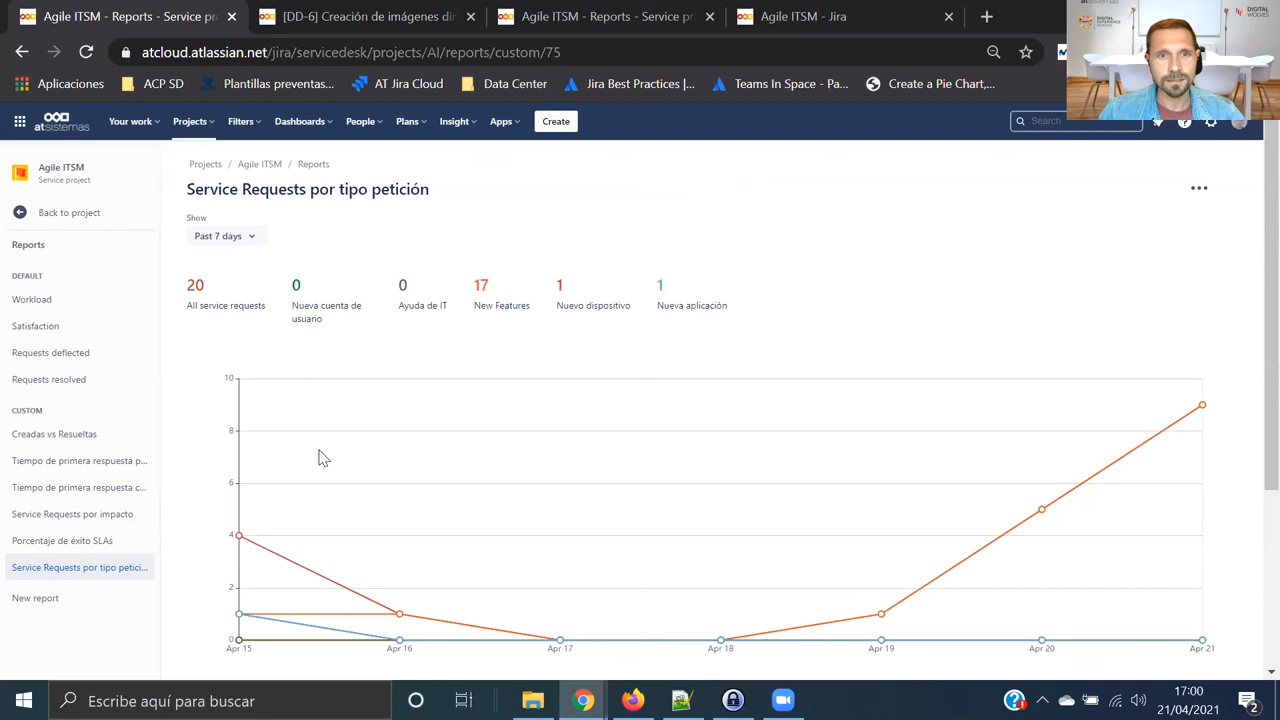 Agile ITSM - Reports - Service Pr
[DD-6] Creación de imágenes dir
Agile ITSM - Reports - Service pr
Agile ITSM - Jira
atcloud.atlassian.net/jira/servicedesk/projects/AI/reports/custom/75
Aplicaciones
ACP SD
Plantillas preventas...
Jira Cloud
Data Center
Jira Best Practices |...
Teams In Space - Pa...
Create a Pie Chart,...
DIGITAL WOLVES
atsistemas
Your work
Projects
Filters
Dashboards
People
Plans
Insight
Apps
Create
Search
Agile ITSM
Service project
Back to project
Reports
DEFAULT
Workload
Satisfaction
Requests deflected
Requests resolved
CUSTOM
Creadas vs Resueltas
Tiempo de primera respuesta p...
Tiempo de primera respuesta c...
Service Requests por impacto
Porcentaje de éxito SLAs
Service Requests por tipo petici...
New report
Projects / Agile ITSM / Reports
Service Requests por tipo petición
Show
Past 7 days
20 0 0 17 1 1
All service requests
Nueva cuenta de
usuario
Ayuda de IT
New Features
Nuevo dispositivo
Nueva aplicación
10
8
6
4
2
0
Apr 15 Apr 16 Apr 17 Apr 18 Apr 19 Apr 20 Apr 21
Escribe aquí para buscar
17:00
21/04/2021
2